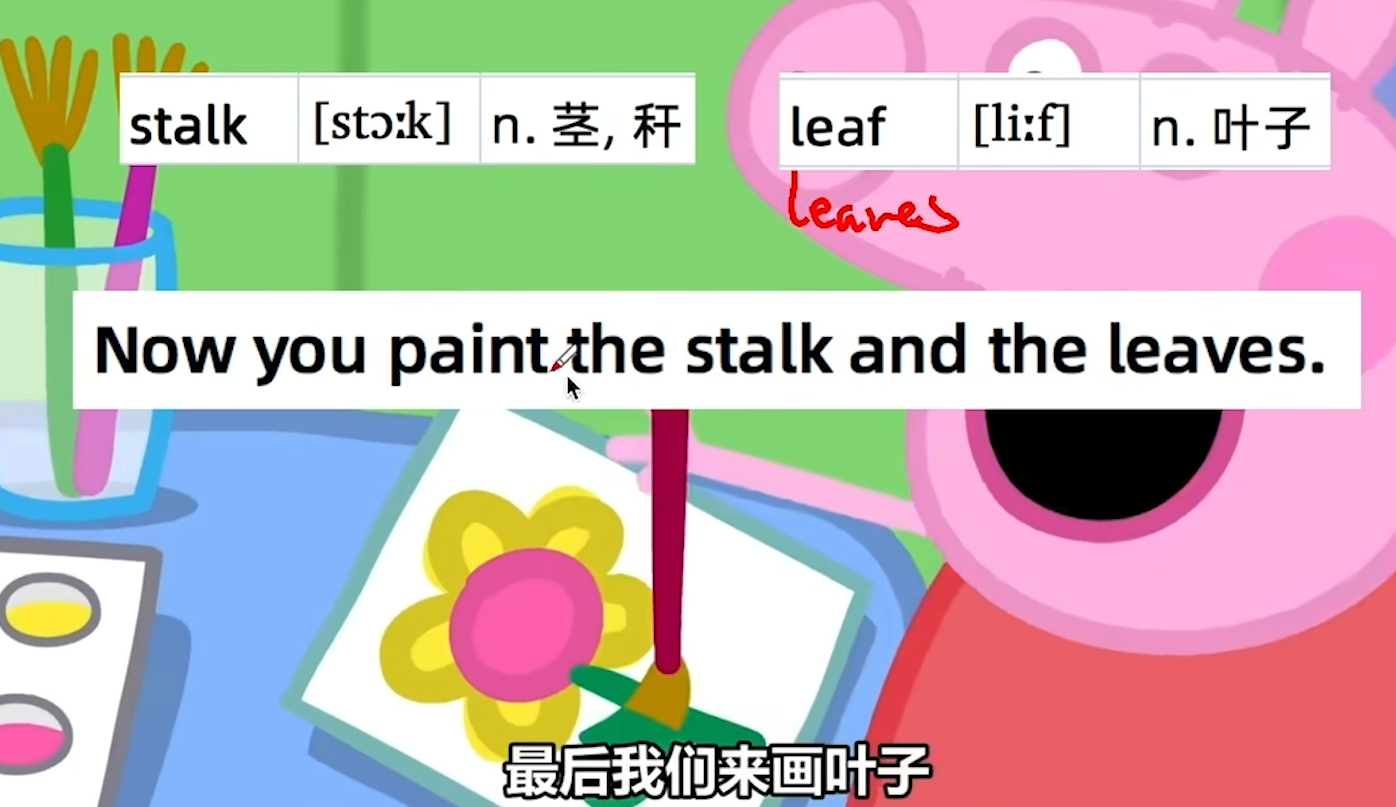 stalk [stɔːk] n. 茎, 秆
leaf [liːf] n. 叶子
leaves
Now you paint the stalk and the leaves.
最后我们来画叶子